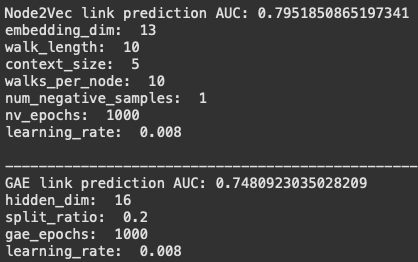 Node2Vec link prediction AUC: 0.7951850865197341
embedding_dim:  13
walk_length:  10
context_size:  5
walks_per_node:  10
num_negative_samples:  1
nv_epochs:  1000
learning_rate:  0.008
--------------------------------------------------
GAE link prediction AUC: 0.7480923035028209
hidden_dim:  16
split_ratio:  0.2
gae_epochs:  1000
learning_rate:  0.008